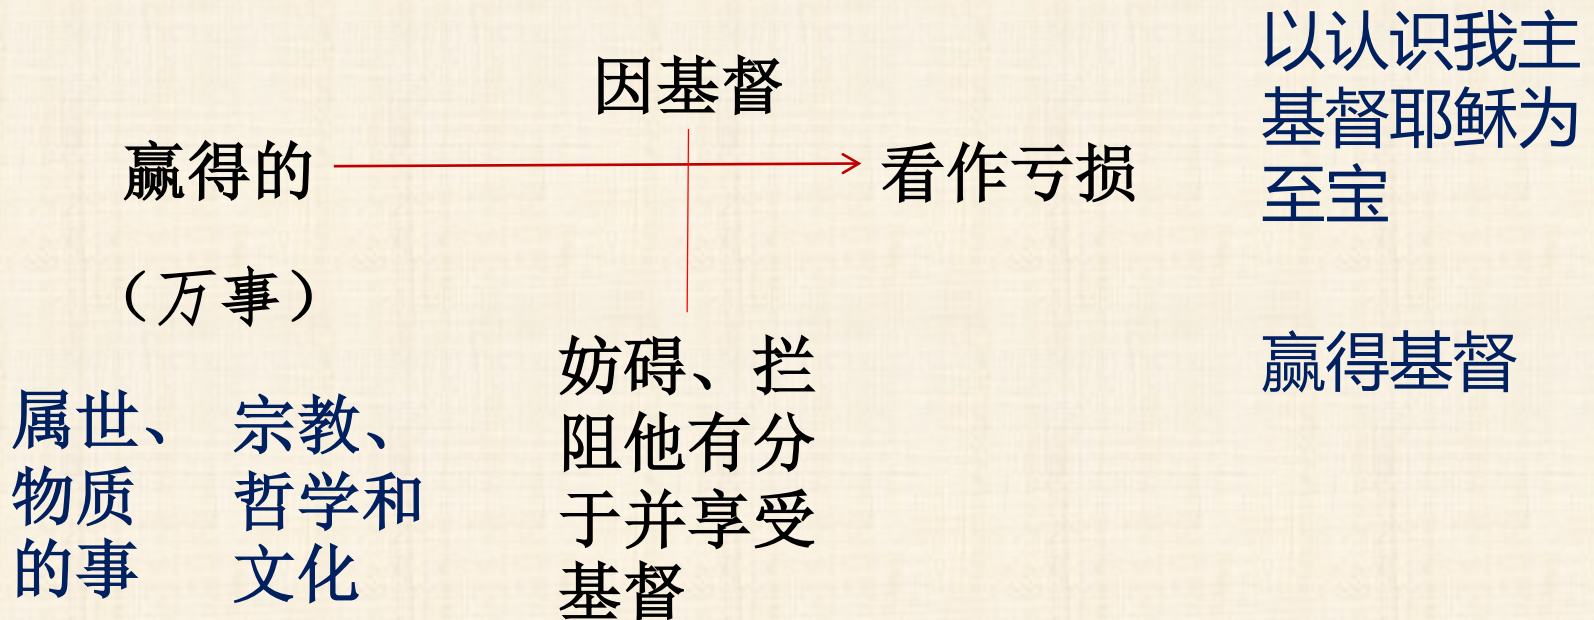 因基督
赢得的
看作亏损
（万事）
属世、
物质
的事
宗教、
哲学和
文化
妨碍、拦
阻他有分
于并享受
基督
以认识我主
基督耶稣为
至宝
赢得基督